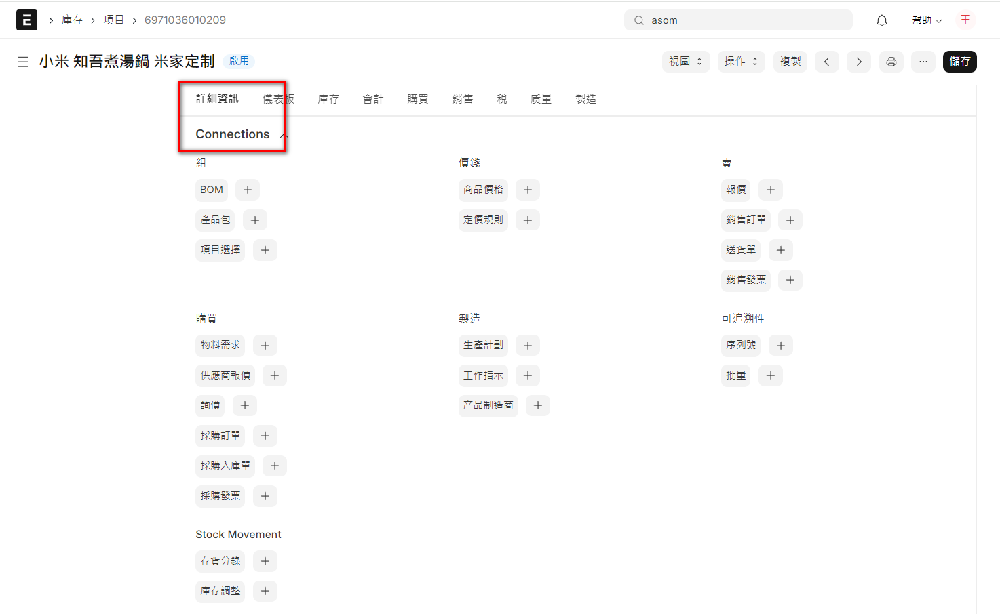 E 庫存 項目 6971036010209 asom 幫助 王
小米 知吾煮湯鍋 米家定制 啟用 視圖 操作 複製 ... 儲存
詳細資訊 儀表板 庫存 會計 購買 銷售 稅 质量 製造
Connections
組 價錢 賣
BOM + 商品價格 + 報價 +
產品包 + 定價規則 + 銷售訂單 +
項目選擇 + 送貨單 +
銷售發票 +
購買 製造 可追溯性
物料需求 + 生產計劃 + 序列號 +
供應商報價 + 工作指示 + 批量 +
詢價 + 产品制造商 +
採購訂單 +
採購入庫單 +
採購發票 +
Stock Movement
存貨分錄 +
庫存調整 +